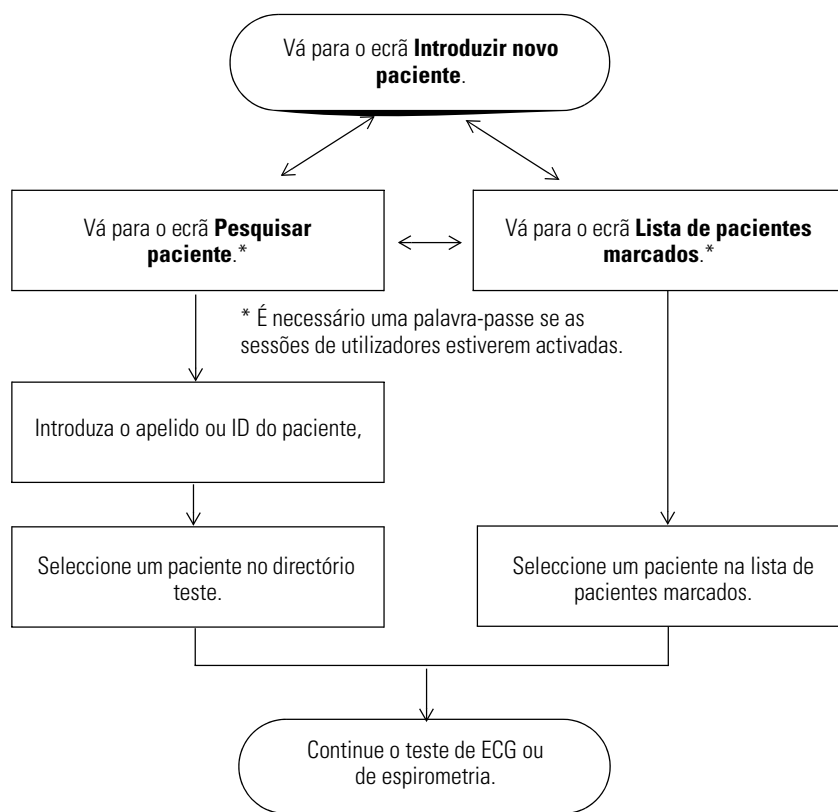 Vá para o ecrã Introduzir novo
paciente.
Vá para o ecrã Pesquisar
paciente.*
Vá para o ecrã Lista de pacientes
marcados.*
* É necessário uma palavra-passe se as
sessões de utilizadores estiverem activadas.
Introduza o apelido ou ID do paciente,
Seleccione um paciente no directório
teste.
Seleccione um paciente na lista de
pacientes marcados.
Continue o teste de ECG ou
de espirometria.